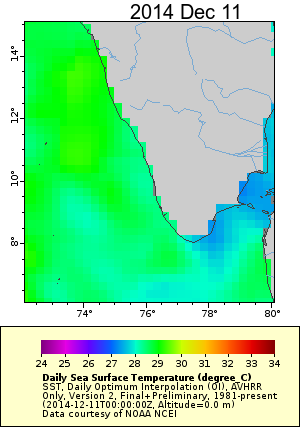 2014 Dec 11
14°
12°
10°
8°
74° 76° 78° 80°
24 25 26 27 28 29 30 31 32 33 34
Daily Sea Surface Temperature (degree_C)
SST, Daily Optimum Interpolation (OI), AVHRR
Only, Version 2, Final+Preliminary, 1981-present
(2014-12-11T00:00:00Z, Altitude=0.0 m)
Data courtesy of NOAA NCEI